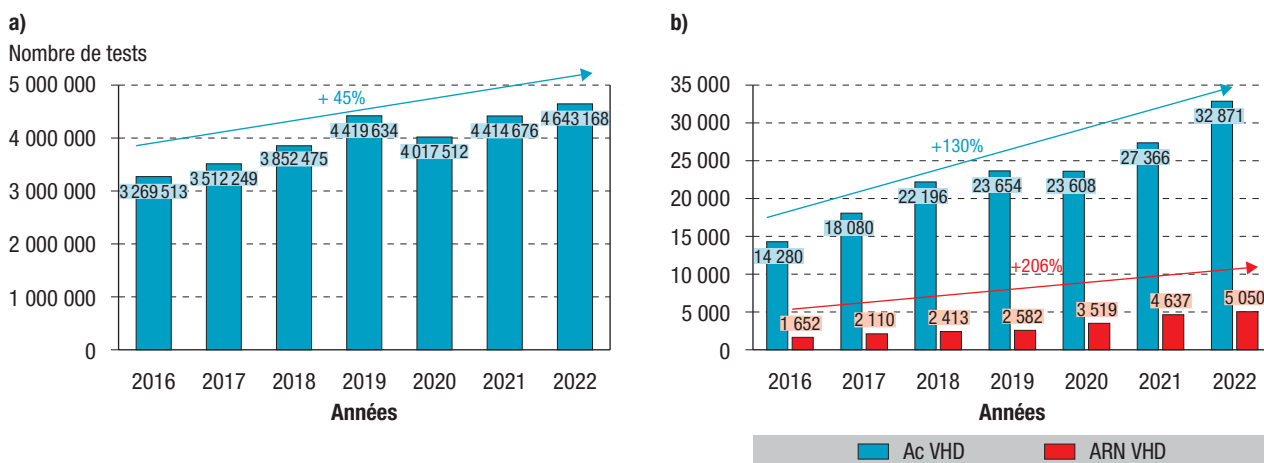 a)
Nombre de tests
5 000 000
4 000 000
3 000 000
2 000 000
1 000 000
0
+ 45%
3 269 513
3 512 249
3 852 475
4 419 634
4 017 512
4 414 676
4 643 168
2016 2017 2018 2019 2020 2021 2022
Années
b)
35 000
30 000
25 000
20 000
15 000
10 000
5 000
0
+130%
+206%
14 280
18 080
22 196
23 654
23 608
27 366
32 871
1 652
2 110
2 413
2 582
3 519
4 637
5 050
2016 2017 2018 2019 2020 2021 2022
Années
Ac VHD ARN VHD